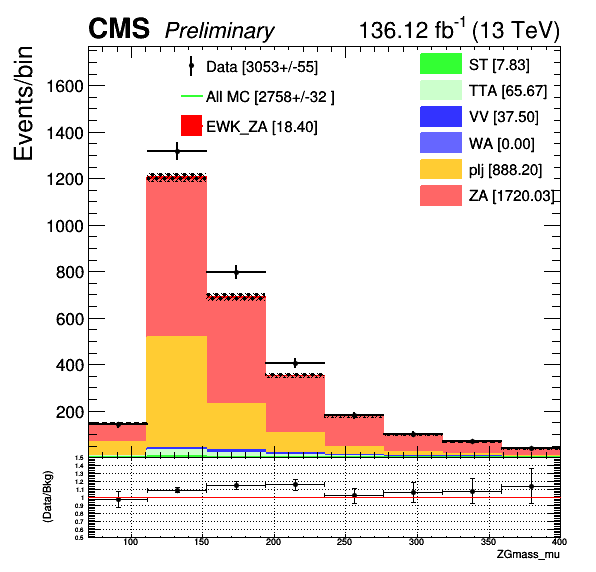 CMS Preliminary 136.12 fb⁻¹ (13 TeV)
Events/bin
Data [3053+/-55]
All MC [2758+/-32 ]
EWK_ZA [18.40]
ST [7.83]
TTA [65.67]
VV [37.50]
WA [0.00]
plj [888.20]
ZA [1720.03]
1600
1400
1200
1000
800
600
400
200
(Data/Bkg)
1.5
1.4
1.3
1.2
1.1
1
0.9
0.8
0.7
0.6
0.5
100 150 200 250 300 350 400
ZGmass_mu